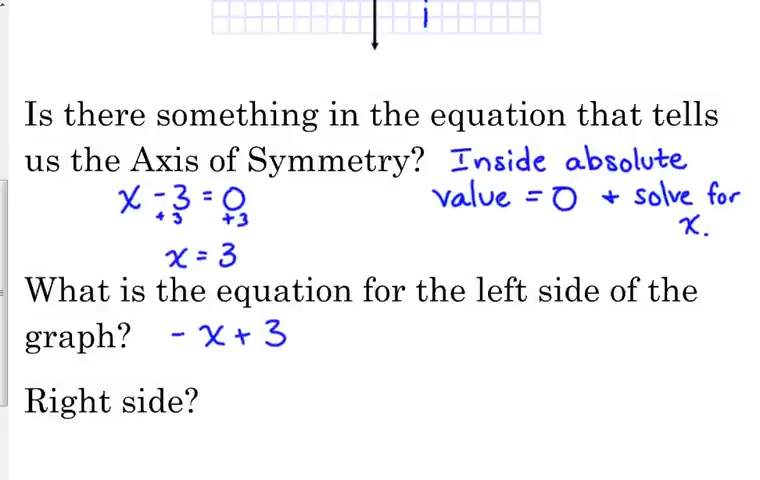 Is there something in the equation that tells
us the Axis of Symmetry? Inside absolute
x - 3 = 0 value = 0 + solve for
+3 +3 x.
x = 3
What is the equation for the left side of the
graph? - x + 3
Right side?